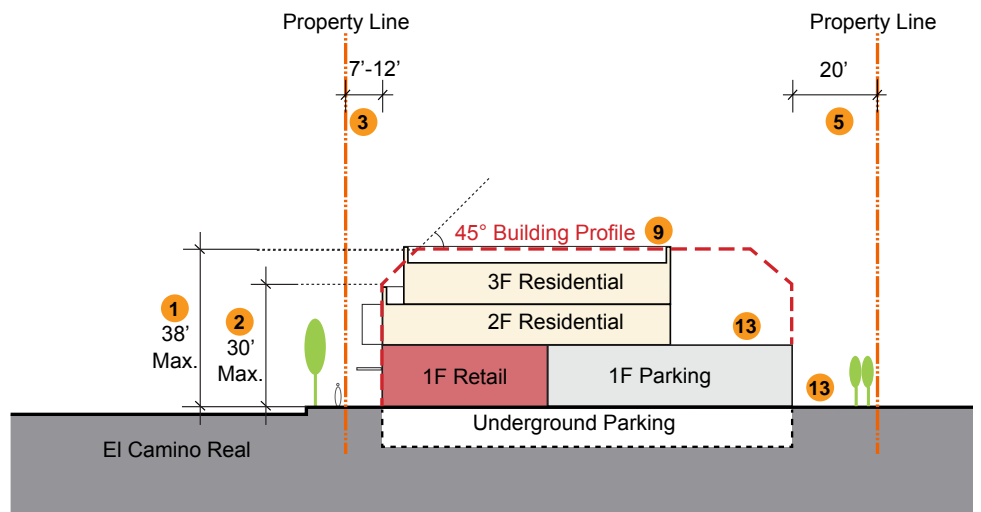 Property Line
Property Line
7’-12’
20’
3
5
45° Building Profile 9
3F Residential
1
38’
Max.
2
30’
Max.
2F Residential
13
1F Retail
1F Parking
13
Underground Parking
El Camino Real